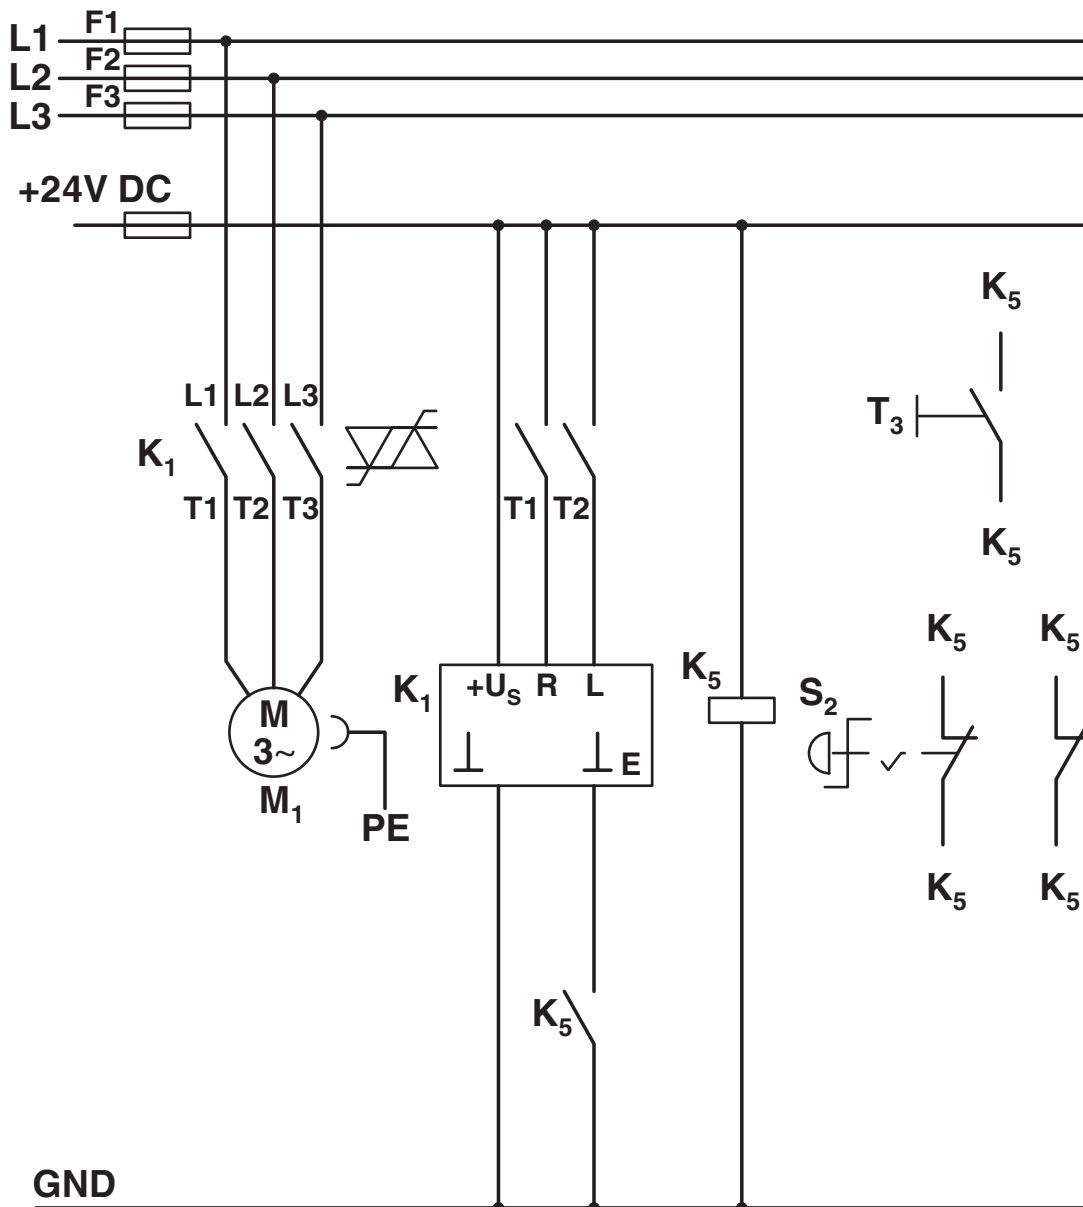 L1 F1
L2 F2
L3 F3
+24V DC
K5
L1 L2 L3
T3
K1
T1 T2 T3
T1 T2
K5
K5 K5
K1 +US R L
K5
S2
M
3~
E
M1
PE
K5 K5
K5
GND